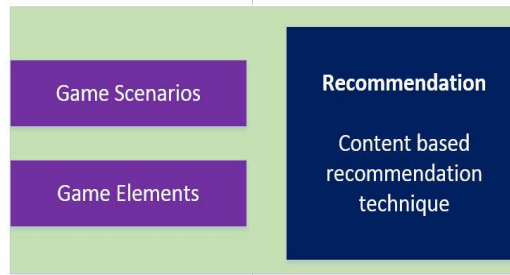 Game Scenarios
Game Elements
Recommendation
Content based
recommendation
technique